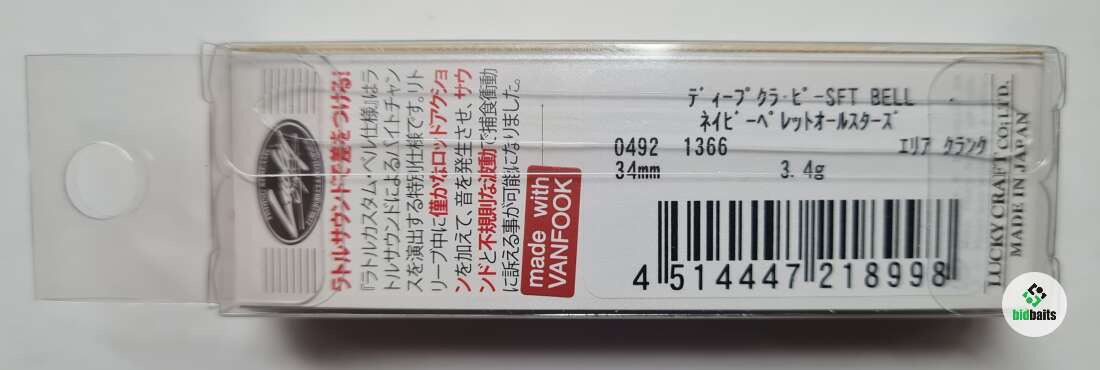 ディープクラ・ピーSFT BELL
ネイビーペレットオールスターズ
0492 1366 エリア クランク
34mm 3.4g
4 514447 218998
ラトルサウンドで差をつける!
『ラトルカスタム・ベル仕様』はラ
トルサウンドによるバイトチャン
スを演出する特別仕様です。リト
リーブ中に僅かなロッドアクショ
ンを加えて、音を発生させ、サウ
ンドと不規則な波動で捕食衝動
に訴える事が可能になりました。
made with
VANFOOK
LUCKY CRAFT CO.,LTD.
MADE IN JAPAN
bidbaits